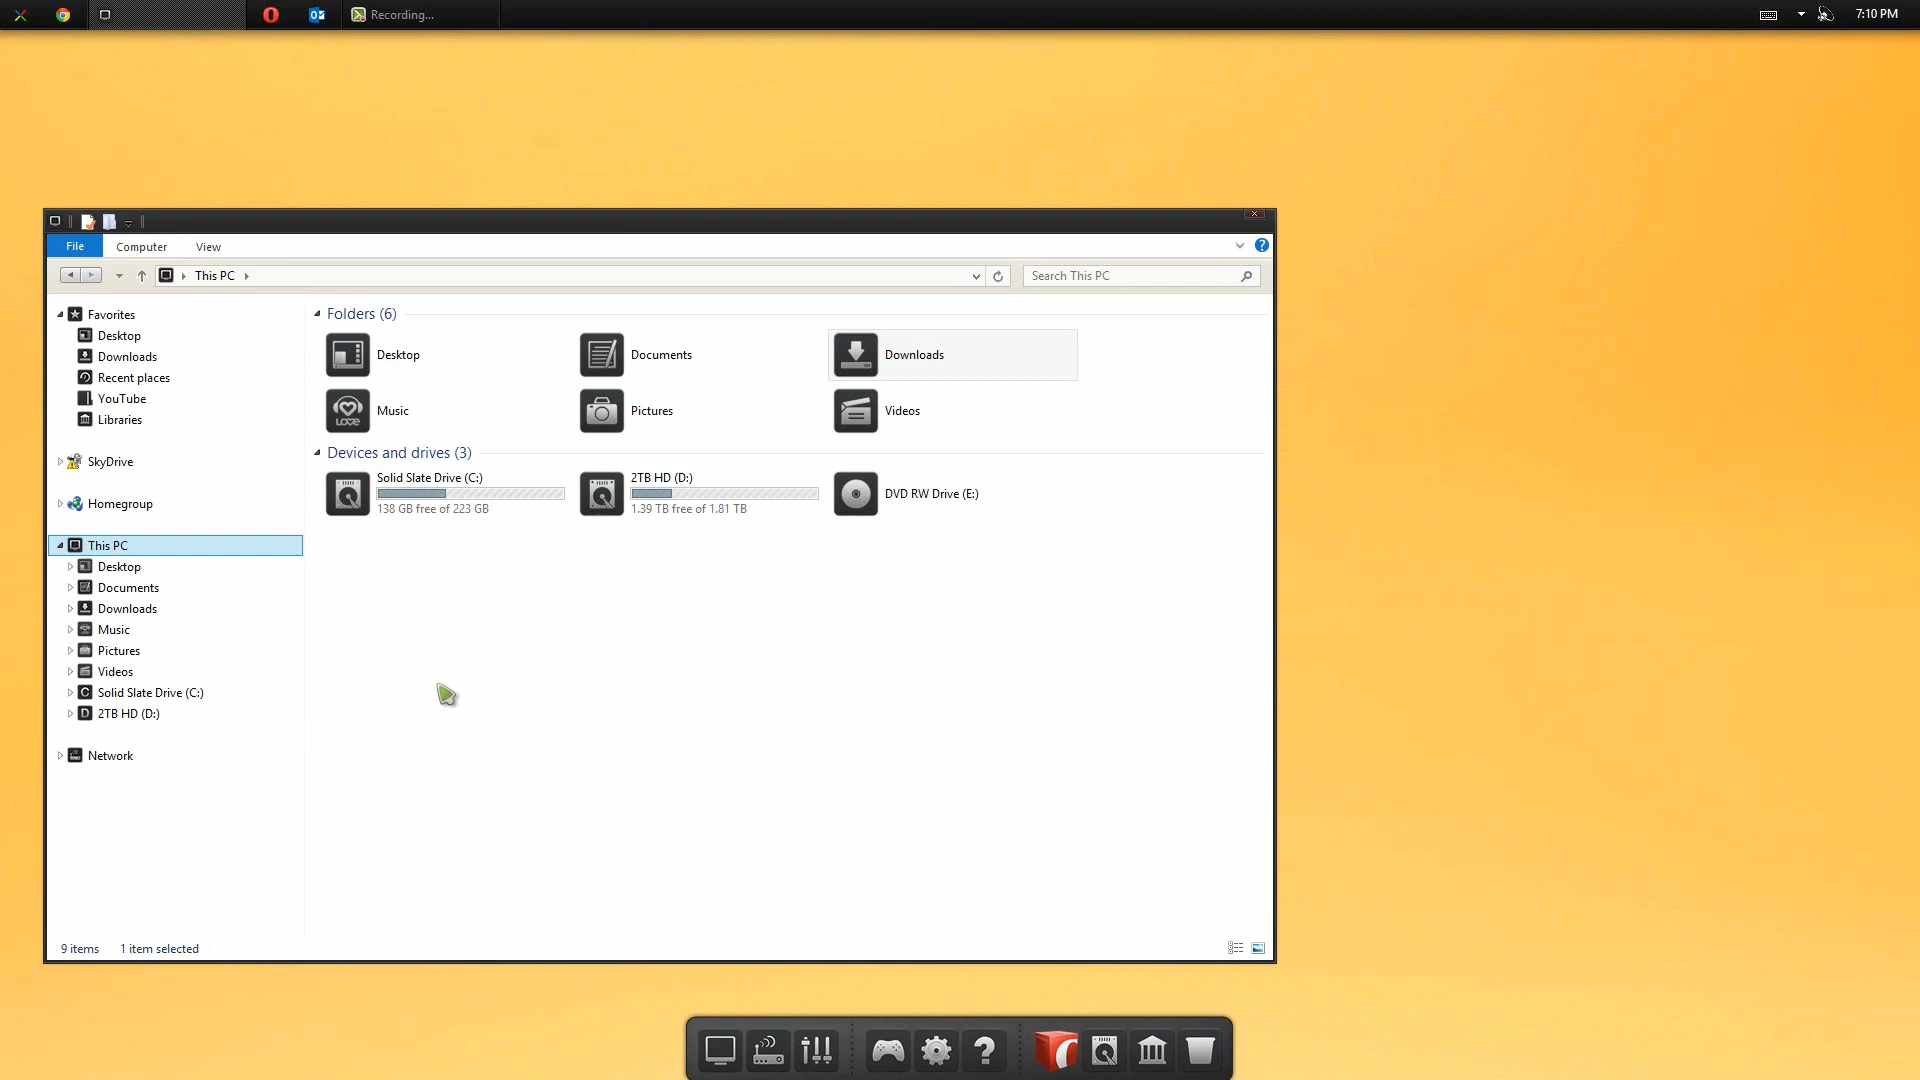 Recording...
7:10 PM
File
Computer
View
This PC
Search This PC
Favorites
Desktop
Downloads
Recent places
YouTube
Libraries
SkyDrive
Homegroup
This PC
Desktop
Documents
Downloads
Music
Pictures
Videos
Solid Slate Drive (C:)
2TB HD (D:)
Network
Folders (6)
Desktop
Documents
Downloads
LOVE
Music
Pictures
Videos
Devices and drives (3)
Solid Slate Drive (C:)
138 GB free of 223 GB
2TB HD (D:)
1.39 TB free of 1.81 TB
DVD RW Drive (E:)
9 items
1 item selected